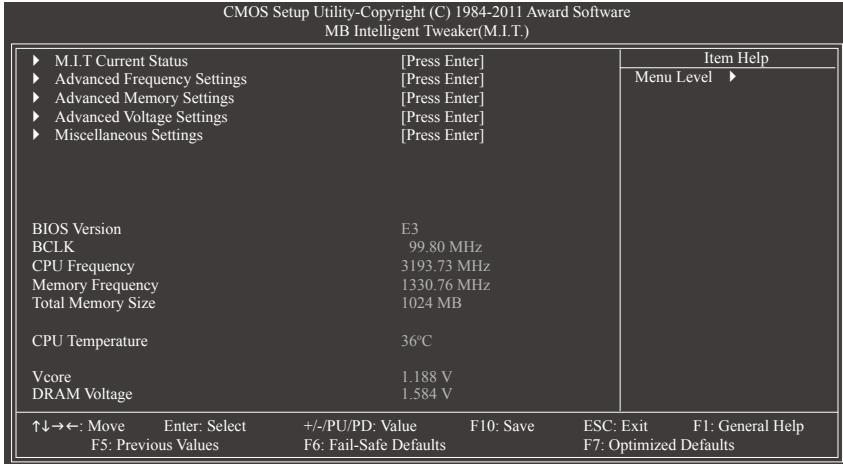 CMOS Setup Utility-Copyright (C) 1984-2011 Award Software
MB Intelligent Tweaker(M.I.T.)
M.I.T Current Status [Press Enter]
Advanced Frequency Settings [Press Enter]
Advanced Memory Settings [Press Enter]
Advanced Voltage Settings [Press Enter]
Miscellaneous Settings [Press Enter]
Item Help
Menu Level
BIOS Version E3
BCLK 99.80 MHz
CPU Frequency 3193.73 MHz
Memory Frequency 1330.76 MHz
Total Memory Size 1024 MB
CPU Temperature 36°C
Vcore 1.188 V
DRAM Voltage 1.584 V
↑↓→←: Move Enter: Select +/-/PU/PD: Value F10: Save ESC: Exit F1: General Help
F5: Previous Values F6: Fail-Safe Defaults F7: Optimized Defaults